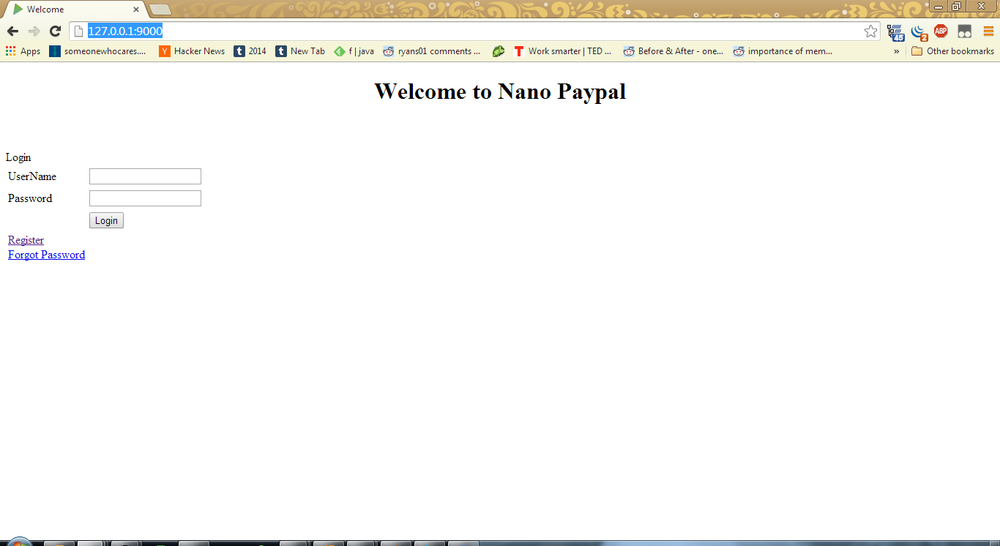 Welcome
127.0.0.1:9000
45
2
ABP
Apps someonewhocares.... Y Hacker News t 2014 t New Tab f | java ryans01 comments ... T Work smarter | TED ... Before & After - one... importance of mem... » Other bookmarks
Welcome to Nano Paypal
Login
UserName
Password
Login
Register
Forgot Password